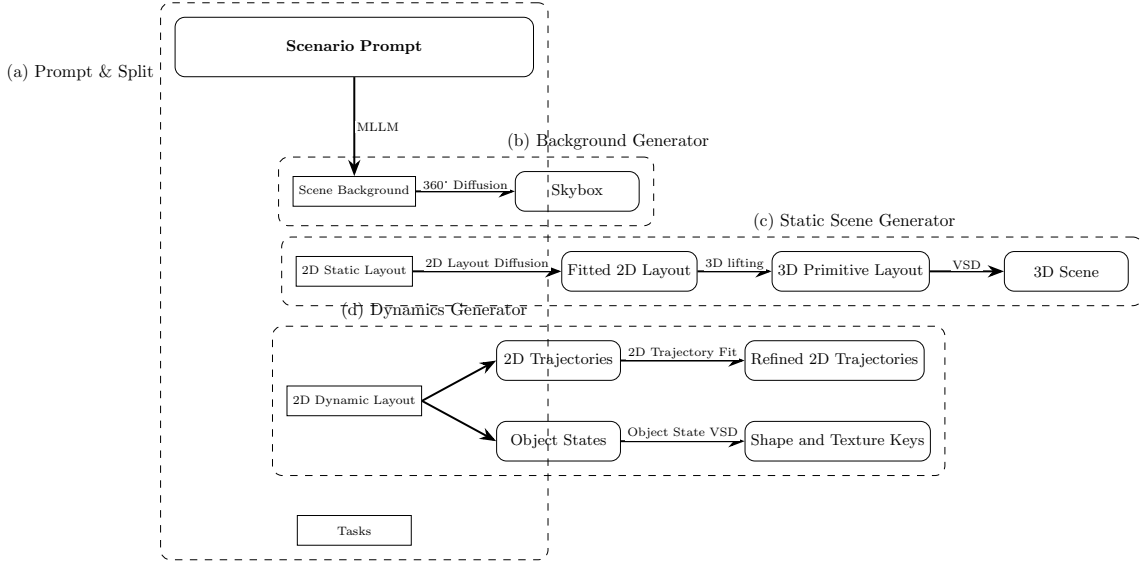 Scenario Prompt
(a) Prompt & Split
MLLM
(b) Background Generator
Scene Background
360° Diffusion
Skybox
(c) Static Scene Generator
2D Static Layout
2D Layout Diffusion
Fitted 2D Layout
3D lifting
3D Primitive Layout
VSD
3D Scene
(d) Dynamics Generator
2D Trajectories
2D Trajectory Fit
Refined 2D Trajectories
2D Dynamic Layout
Object States
Object State VSD
Shape and Texture Keys
Tasks